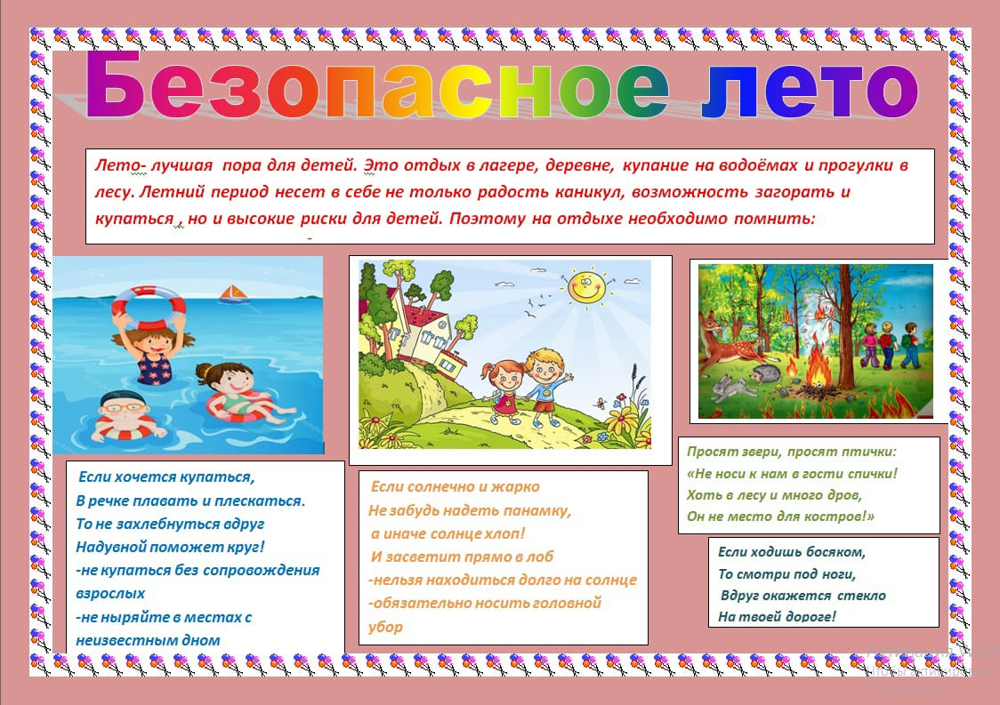 Безопасное лето
Лето- лучшая пора для детей. Это отдых в лагере, деревне, купание на водоёмах и прогулки в
лесу. Летний период несет в себе не только радость каникул, возможность загорать и
купаться , но и высокие риски для детей. Поэтому на отдыхе необходимо помнить:
Если хочется купаться,
В речке плавать и плескаться.
То не захлебнуться вдруг
Надувной поможет круг!
-не купаться без сопровождения
взрослых
-не ныряйте в местах с
неизвестным дном
Если солнечно и жарко
Не забудь надеть панамку,
а иначе солнце хлоп!
И засветит прямо в лоб
-нельзя находиться долго на солнце
-обязательно носить головной
убор
Просят звери, просят птички:
«Не носи к нам в гости спички!
Хоть в лесу и много дров,
Он не место для костров!»
Если ходишь босяком,
То смотри под ноги,
Вдруг окажется стекло
На твоей дороге!